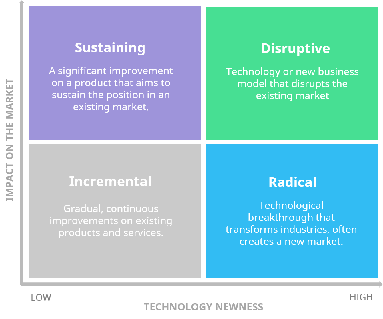 Sustaining
A significant improvement
on a product that aims to
sustain the position in an
existing market.
Disruptive
Technology or new business
model that disrupts the
existing market
Incremental
Gradual, continuous
improvements on existing
products and services.
Radical
Technological
breakthrough that
transforms industries, often
creates a new market.
IMPACT ON THE MARKET
LOW
HIGH
TECHNOLOGY NEWNESS